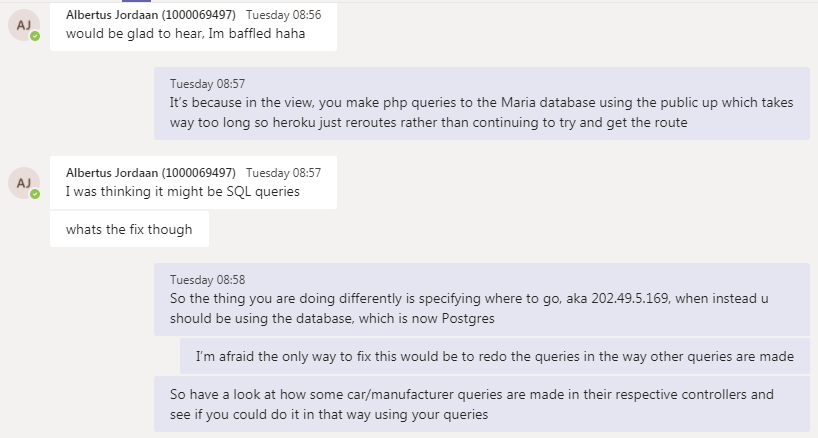 Albertus Jordaan (1000069497) Tuesday 08:56
AJ
would be glad to hear, Im baffled haha
Tuesday 08:57
It's because in the view, you make php queries to the Maria database using the public up which takes
way too long so heroku just reroutes rather than continuing to try and get the route
Albertus Jordaan (1000069497) Tuesday 08:57
AJ
I was thinking it might be SQL queries
whats the fix though
Tuesday 08:58
So the thing you are doing differently is specifying where to go, aka 202.49.5.169, when instead u
should be using the database, which is now Postgres
I'm afraid the only way to fix this would be to redo the queries in the way other queries are made
So have a look at how some car/manufacturer queries are made in their respective controllers and
see if you could do it in that way using your queries